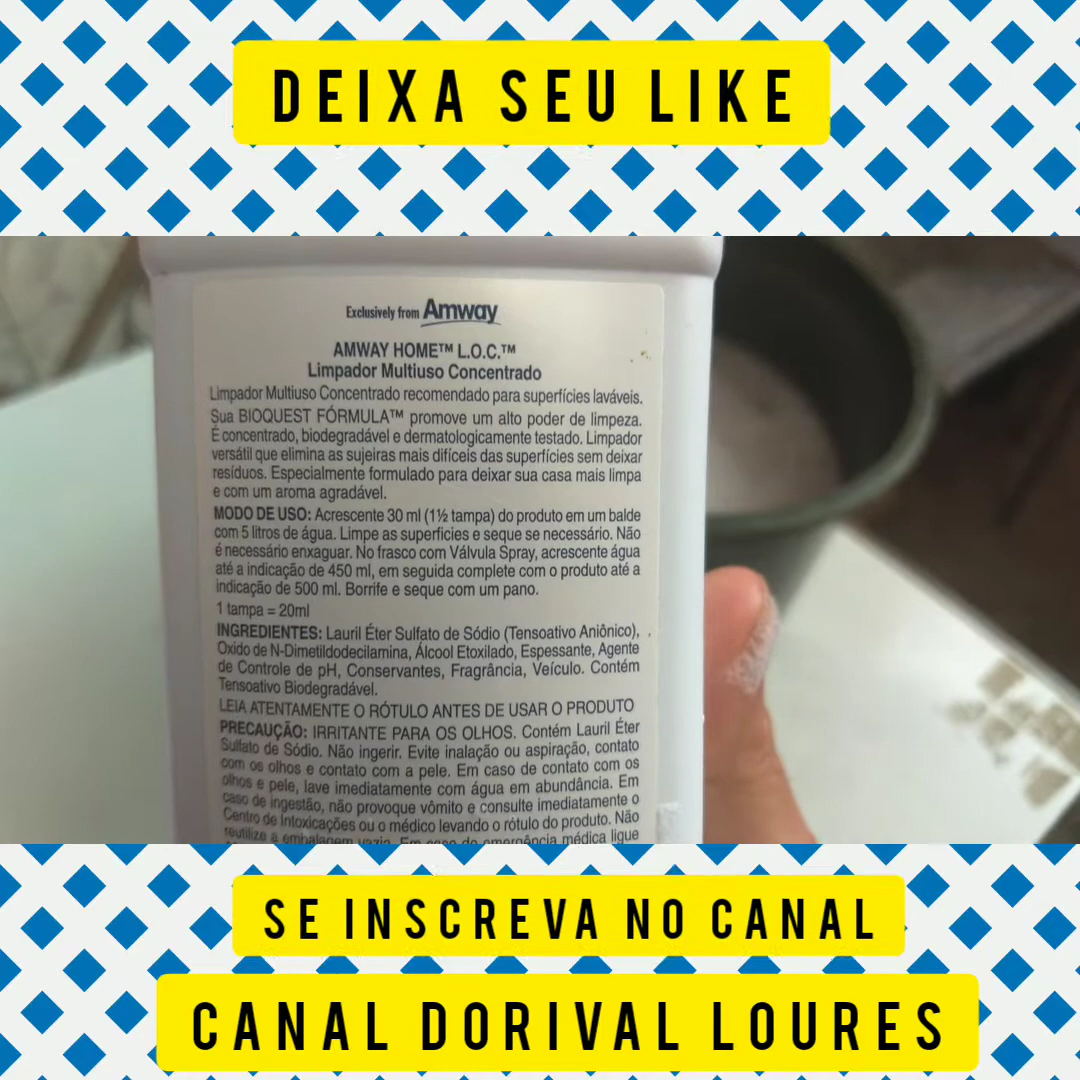 DEIXA SEU LIKE
Exclusively from Amway
AMWAY HOME™ L.O.C.™
Limpador Multiuso Concentrado
Limpador Multiuso Concentrado recomendado para superfícies laváveis.
Sua BIOQUEST FÓRMULA™ promove um alto poder de limpeza.
É concentrado, biodegradável e dermatologicamente testado. Limpador
versátil que elimina as sujeiras mais difíceis das superfícies sem deixar
resíduos. Especialmente formulado para deixar sua casa mais limpa
e com um aroma agradável.
MODO DE USO: Acrescente 30 ml (1½ tampa) do produto em um balde
com 5 litros de água. Limpe as superficies e seque se necessário. Não
é necessário enxaguar. No frasco com Válvula Spray, acrescente água
até a indicação de 450 ml, em seguida complete com o produto até a
indicação de 500 ml. Borrife e seque com um pano.
1 tampa = 20ml
INGREDIENTES: Lauril Éter Sulfato de Sódio (Tensoativo Aniônico),
Oxido de N-Dimetildodecilamina, Álcool Etoxilado, Espessante, Agente
de Controle de pH, Conservantes, Fragrância, Veículo. Contém
Tensoativo Biodegradável.
LEIA ATENTAMENTE O RÓTULO ANTES DE USAR O PRODUTO
PRECAUÇÃO: IRRITANTE PARA OS OLHOS. Contém Lauril Éter
Sulfato de Sódio. Não ingerir. Evite inalação ou aspiração, contato
com os olhos e contato com a pele. Em caso de contato com os
olhos e pele, lave imediatamente com água em abundância. Em
caso de ingestão, não provoque vômito e consulte imediatamente o
Centro de Intoxicações ou o médico levando o rótulo do produto. Não
reutilize a embalagem vazia. Em caso de emergência médica ligue
SE INSCREVA NO CANAL
CANAL DORIVAL LOURES